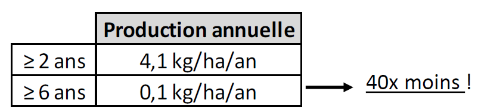 Production annuelle
≥ 2 ans 4,1 kg/ha/an
≥ 6 ans 0,1 kg/ha/an 40x moins !